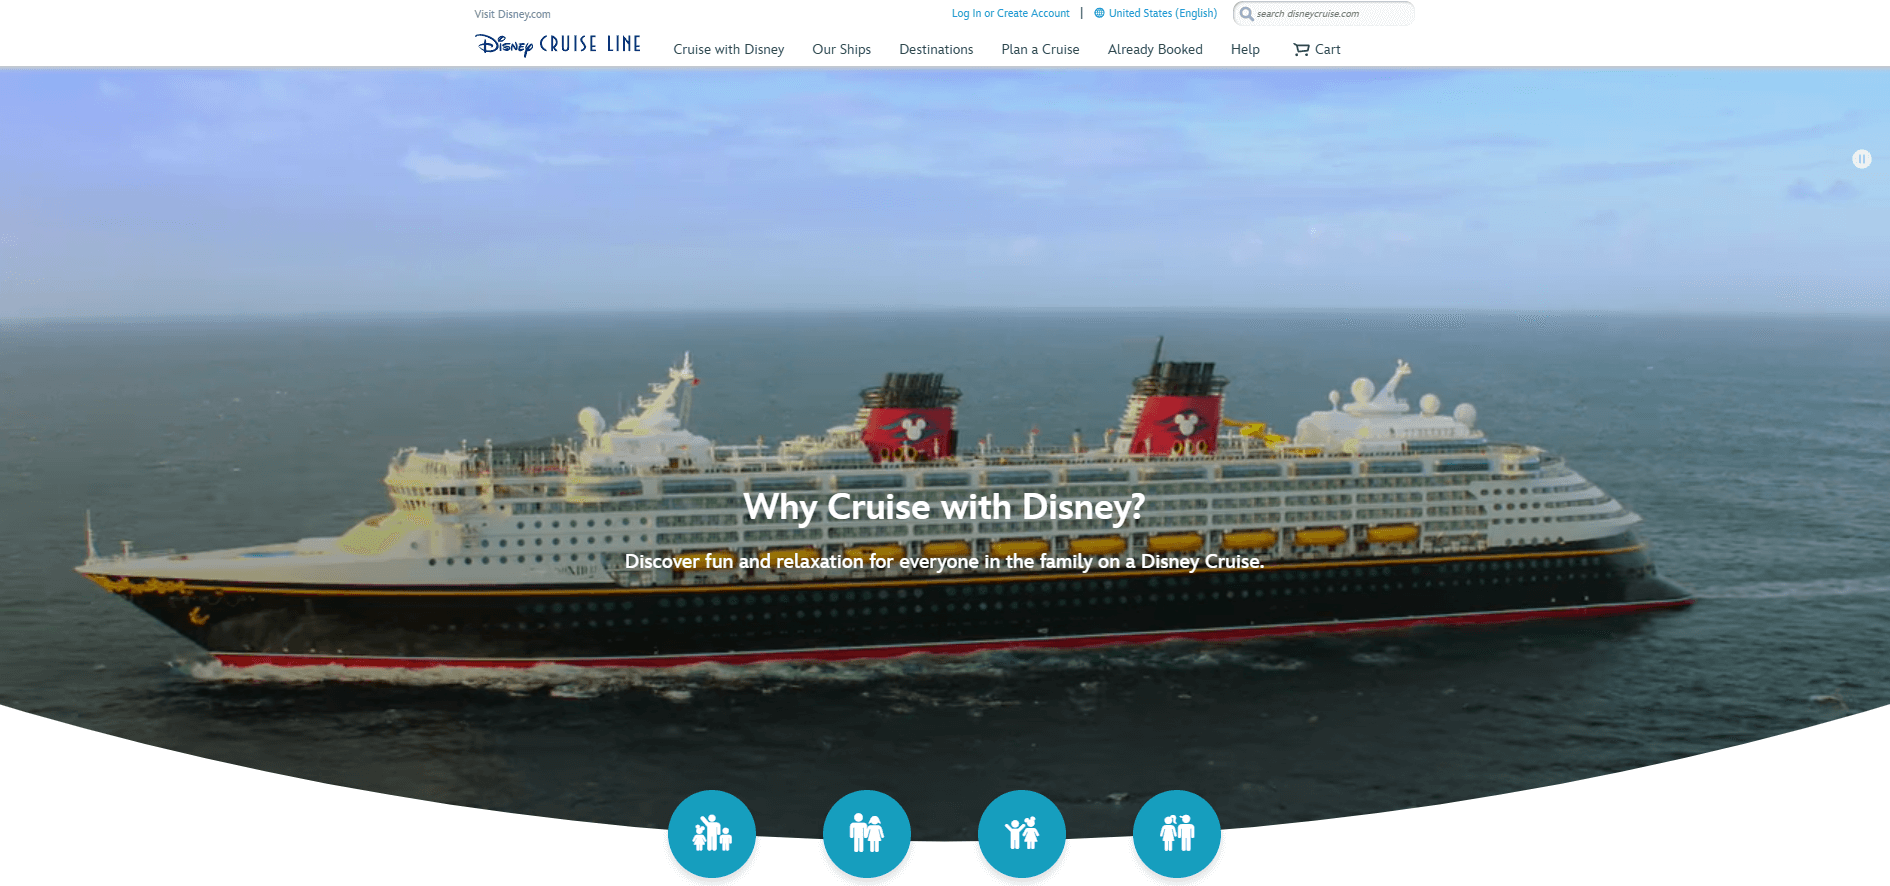 Visit Disney.com
Log In or Create Account | United States (English)
search disneycruise.com
Disney CRUISE LINE
Cruise with Disney
Our Ships
Destinations
Plan a Cruise
Already Booked
Help
Cart
Why Cruise with Disney?
Discover fun and relaxation for everyone in the family on a Disney Cruise.